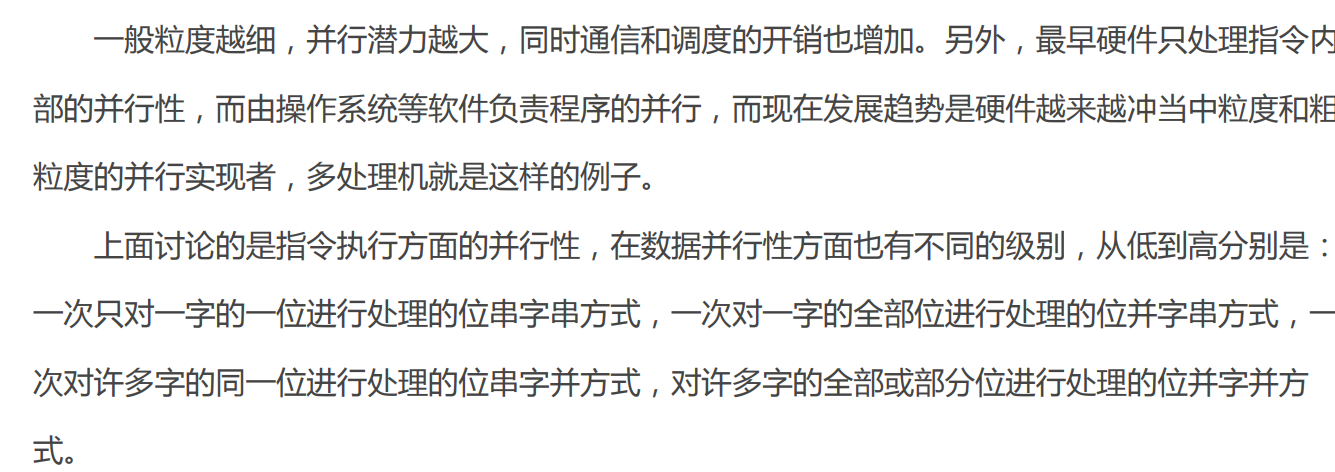 一般粒度越细，并行潜力越大，同时通信和调度的开销也增加。另外，最早硬件只处理指令内
部的并行性，而由操作系统等软件负责程序的并行，而现在发展趋势是硬件越来越冲当中粒度和粗
粒度的并行实现者，多处理机就是这样的例子。
上面讨论的是指令执行方面的并行性，在数据并行性方面也有不同的级别，从低到高分别是：
一次只对一字的一位进行处理的位串字串方式，一次对一字的全部位进行处理的位并字串方式，一
次对许多字的同一位进行处理的位串字并方式，对许多字的全部或部分位进行处理的位并字并方
式。